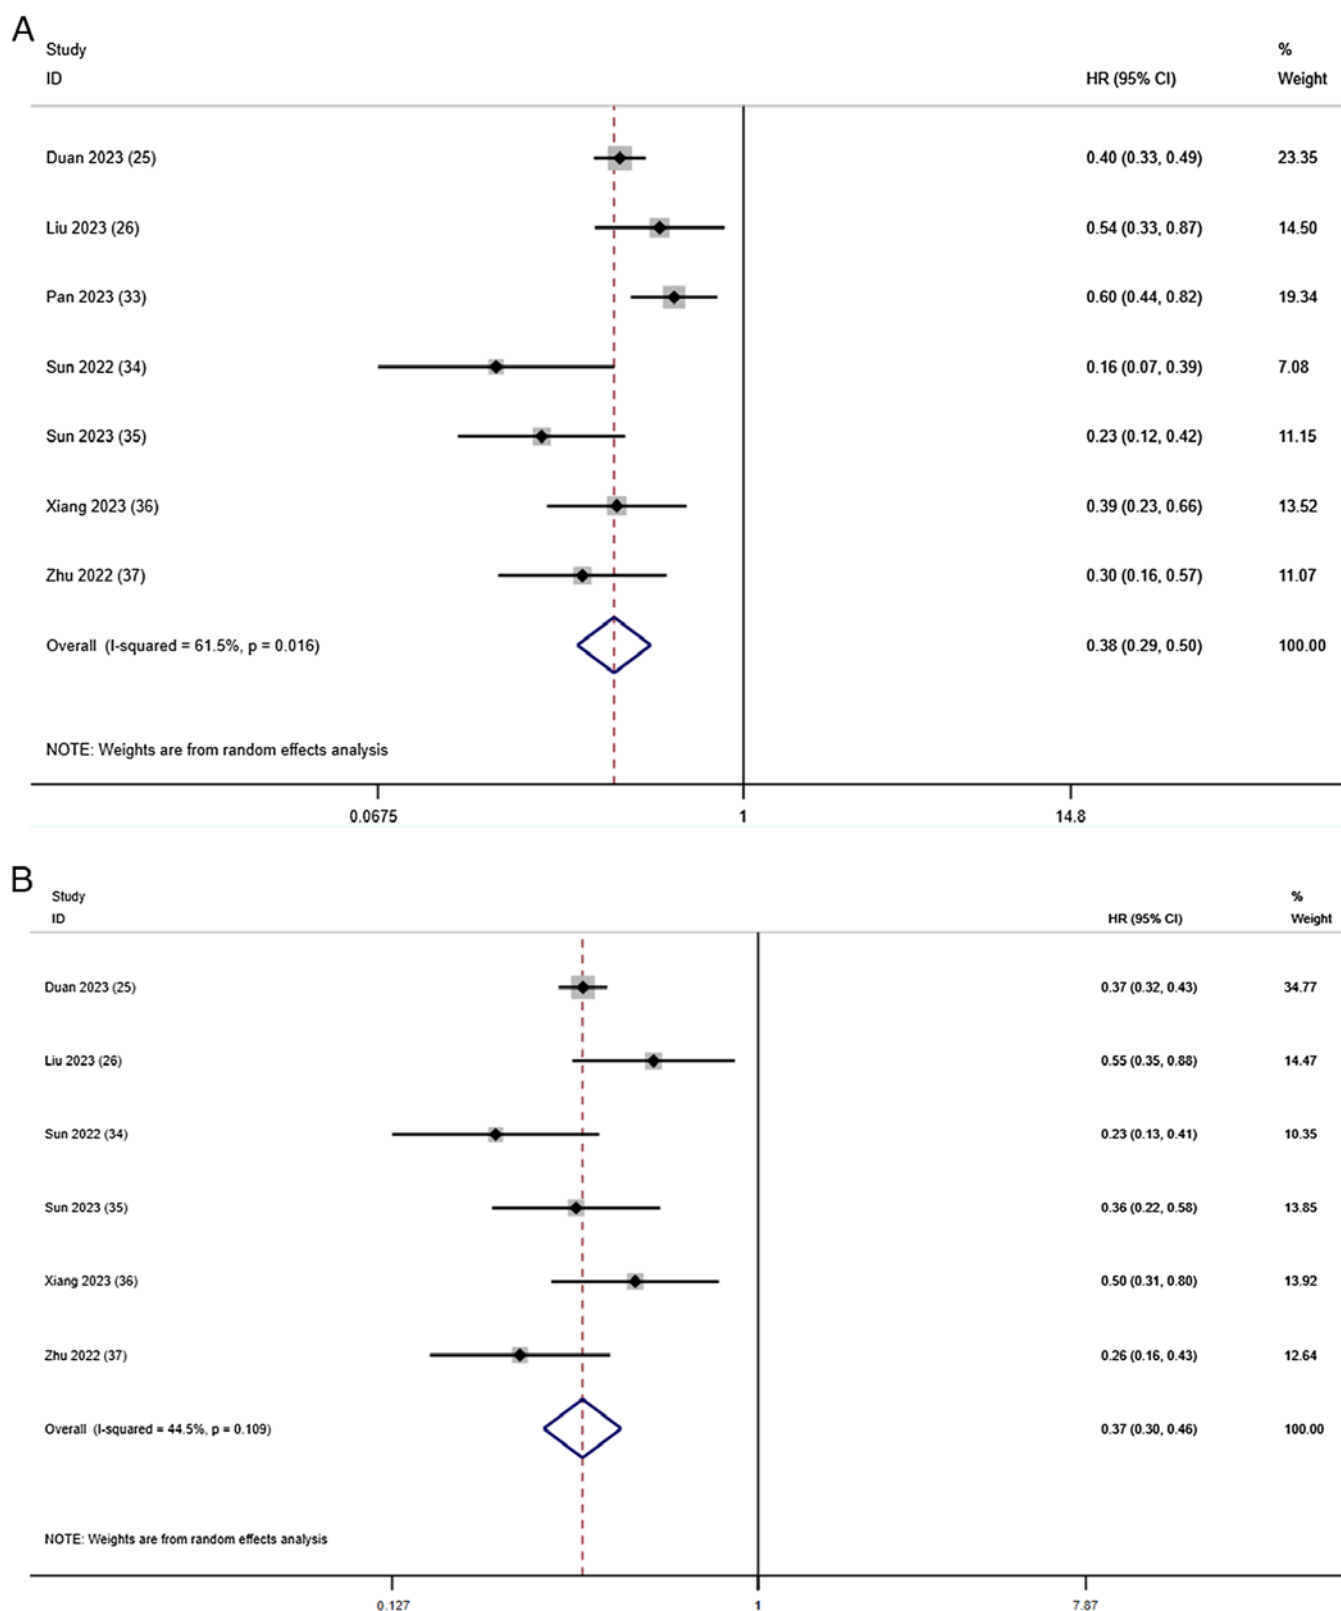 A
Study %
ID HR (95% CI) Weight
Duan 2023 (25) 0.40 (0.33, 0.49) 23.35
Liu 2023 (26) 0.54 (0.33, 0.87) 14.50
Pan 2023 (33) 0.60 (0.44, 0.82) 19.34
Sun 2022 (34) 0.16 (0.07, 0.39) 7.08
Sun 2023 (35) 0.23 (0.12, 0.42) 11.15
Xiang 2023 (36) 0.39 (0.23, 0.66) 13.52
Zhu 2022 (37) 0.30 (0.16, 0.57) 11.07
Overall (I-squared = 61.5%, p = 0.016) 0.38 (0.29, 0.50) 100.00
NOTE: Weights are from random effects analysis
0.0675 1 14.8
B
Study %
ID HR (95% CI) Weight
Duan 2023 (25) 0.37 (0.32, 0.43) 34.77
Liu 2023 (26) 0.55 (0.35, 0.88) 14.47
Sun 2022 (34) 0.23 (0.13, 0.41) 10.35
Sun 2023 (35) 0.36 (0.22, 0.58) 13.85
Xiang 2023 (36) 0.50 (0.31, 0.80) 13.92
Zhu 2022 (37) 0.26 (0.16, 0.43) 12.64
Overall (I-squared = 44.5%, p = 0.109) 0.37 (0.30, 0.46) 100.00
NOTE: Weights are from random effects analysis
0.127 1 7.87